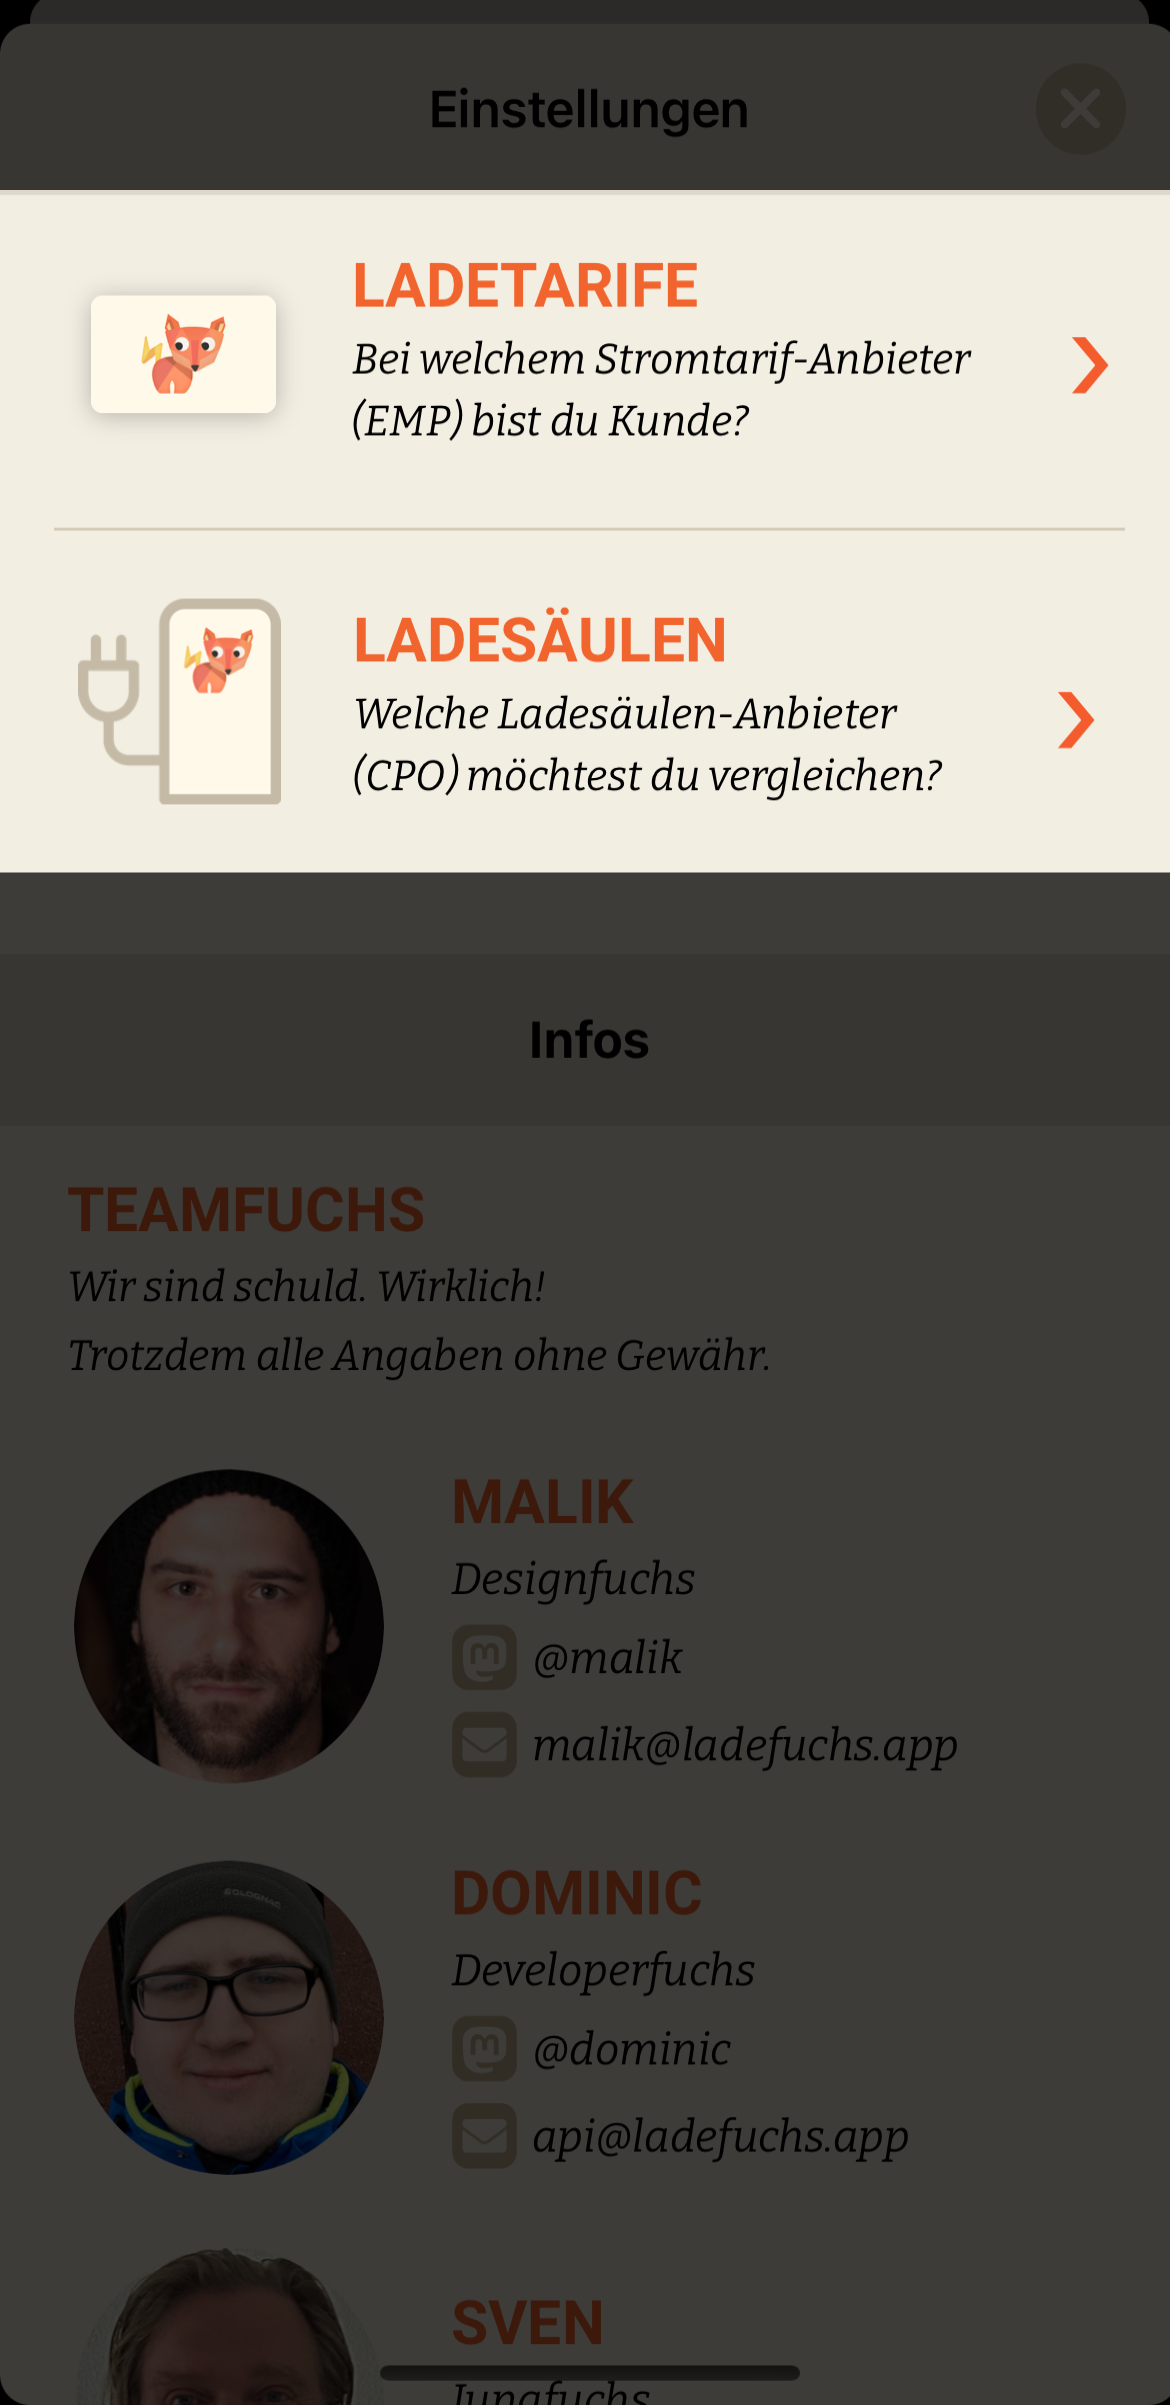 Einstellungen
LADETARIFE
Bei welchem Stromtarif-Anbieter
(EMP) bist du Kunde?
LADESÄULEN
Welche Ladesäulen-Anbieter
(CPO) möchtest du vergleichen?
Infos
TEAMFUCHS
Wir sind schuld. Wirklich!
Trotzdem alle Angaben ohne Gewähr.
MALIK
Designfuchs
@malik
malik@ladefuchs.app
SOLOGNAC
DOMINIC
Developerfuchs
@dominic
api@ladefuchs.app
SVEN
Jungfuchs